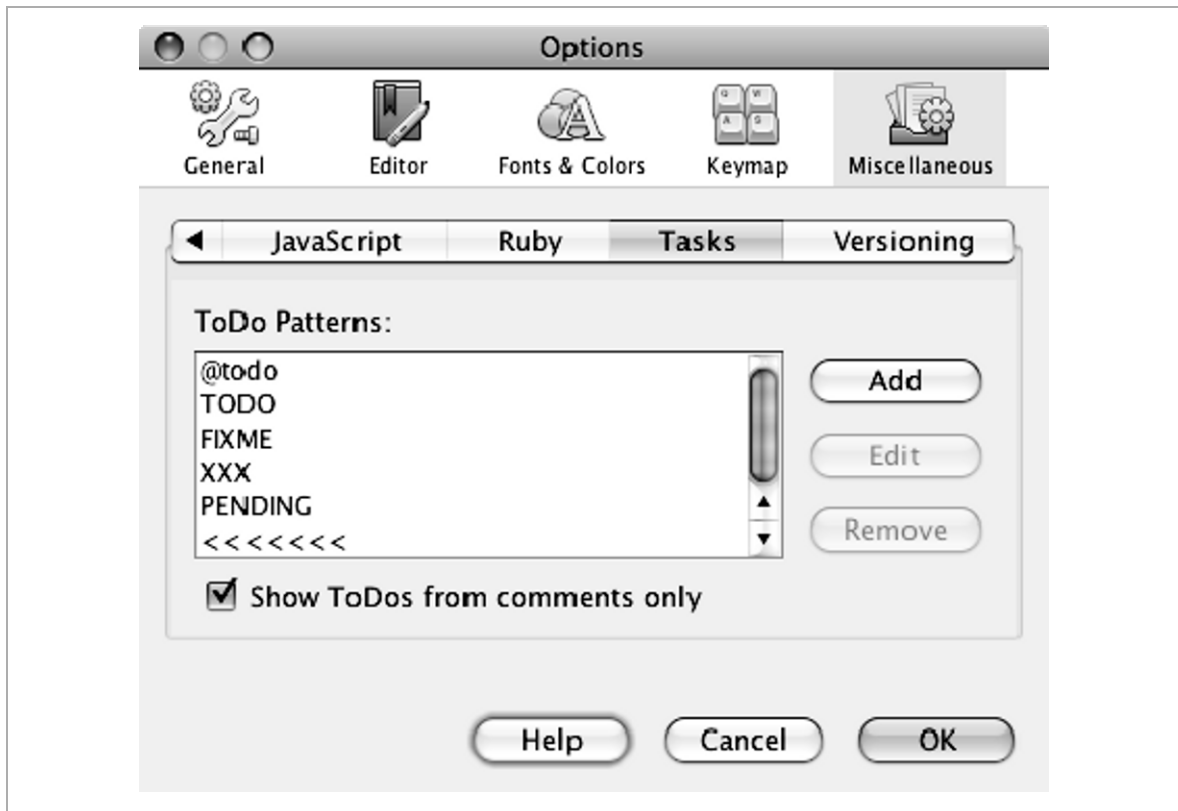 Options
General
Editor
Fonts & Colors
Keymap
Miscellaneous
JavaScript
Ruby
Tasks
Versioning
ToDo Patterns:
@todo
TODO
FIXME
XXX
PENDING
<<<<<<<
Add
Edit
Remove
Show ToDos from comments only
Help
Cancel
OK